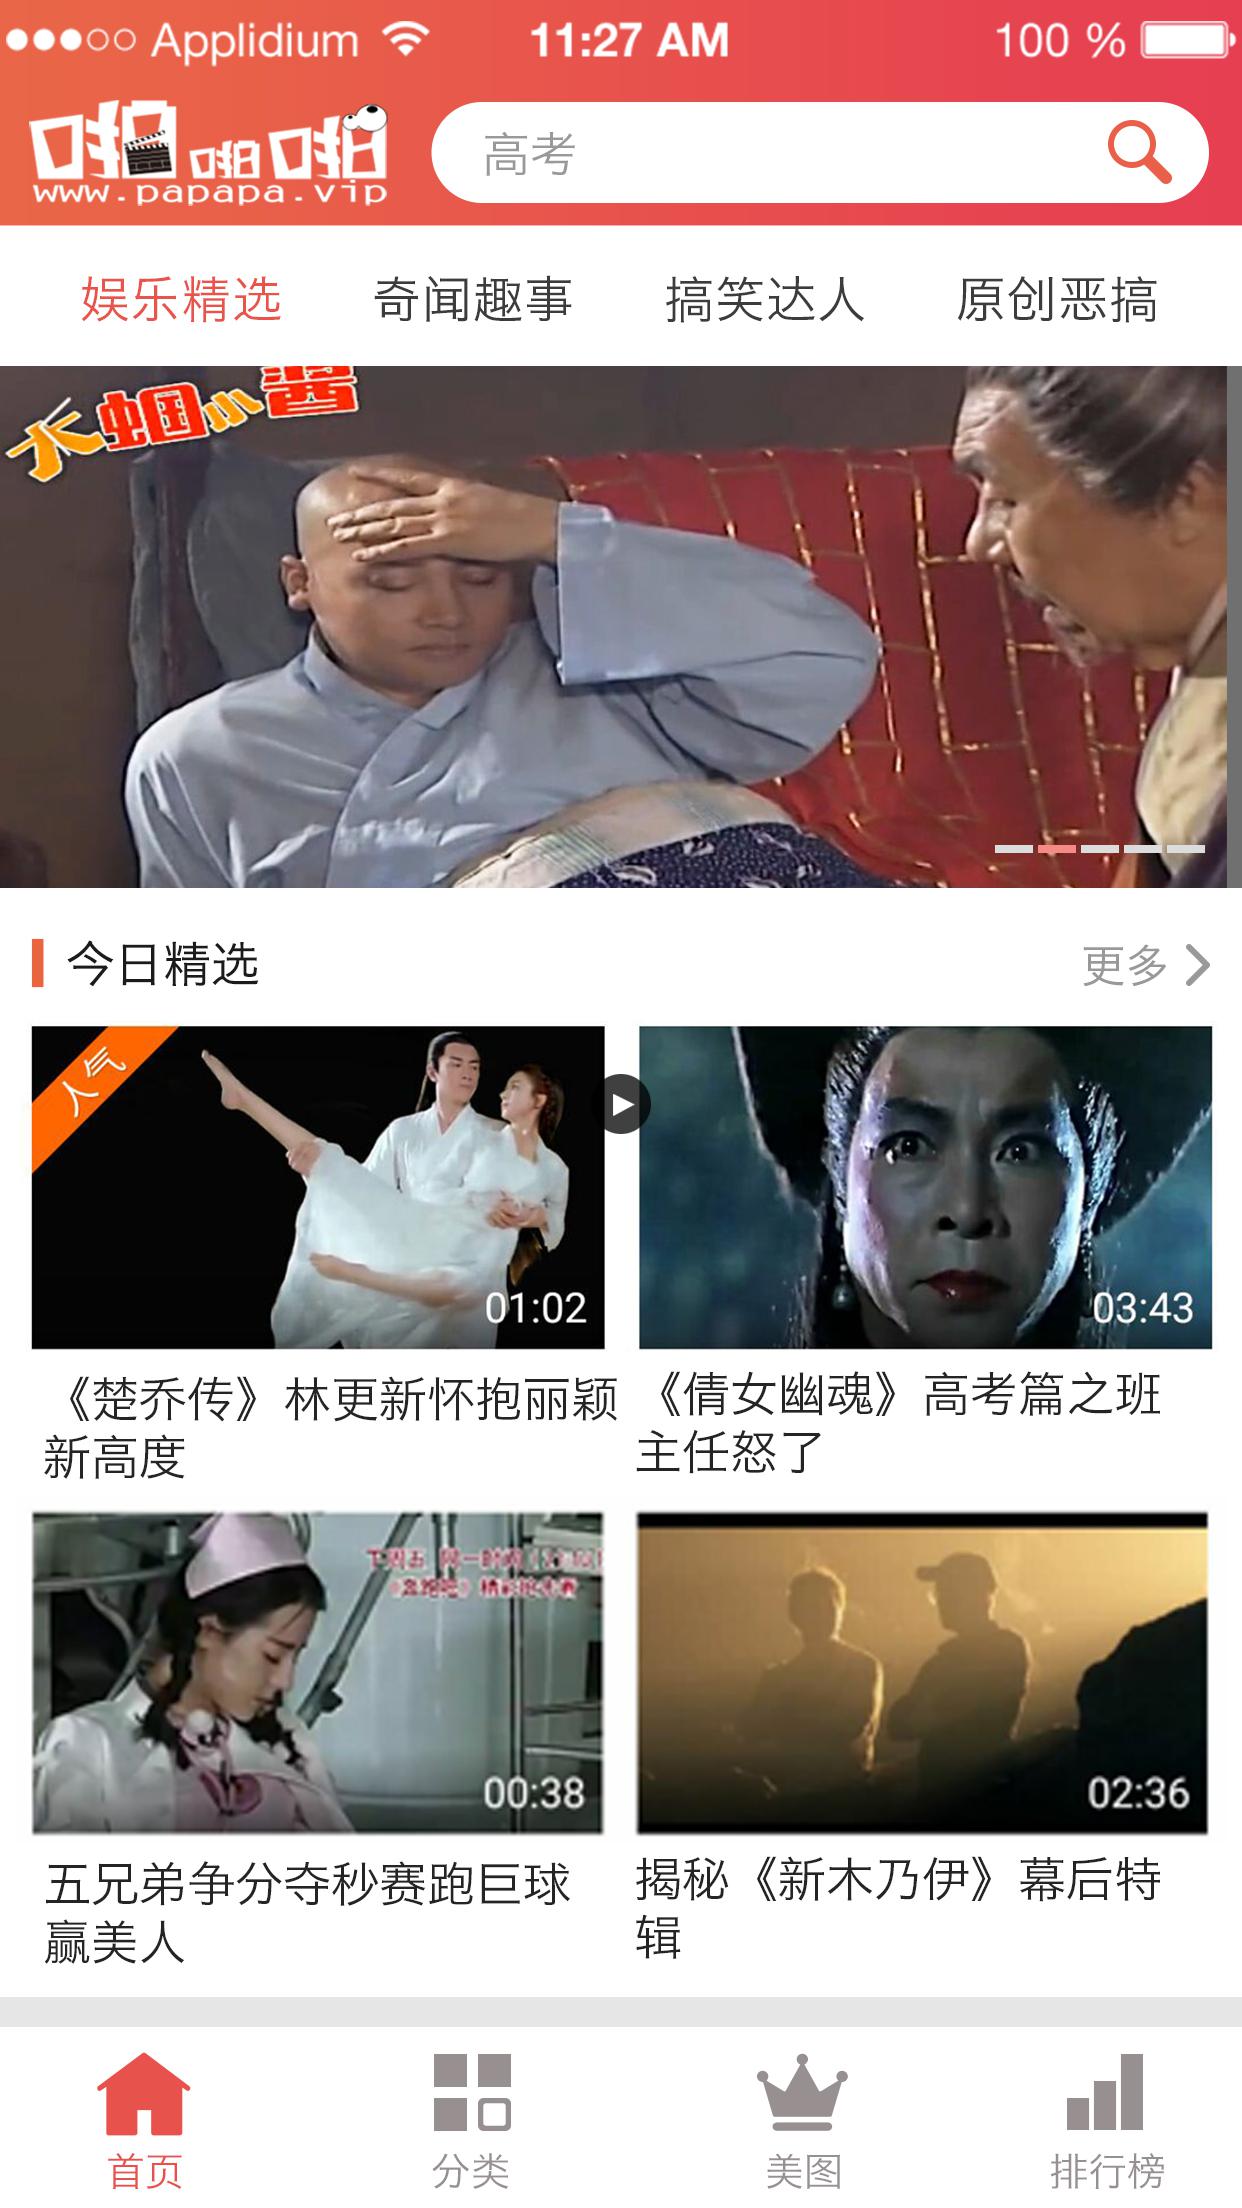 Applidium 11:27 AM 100 %
啪啪啪
www.papapa.vip
高考
娱乐精选 奇闻趣事 搞笑达人 原创恶搞
水蝈小酱
今日精选 更多
人气
01:02
03:43
《楚乔传》林更新怀抱丽颖
新高度
《倩女幽魂》高考篇之班
主任怒了
00:38
02:36
五兄弟争分夺秒赛跑巨球
赢美人
揭秘《新木乃伊》幕后特
辑
首页 分类 美图 排行榜